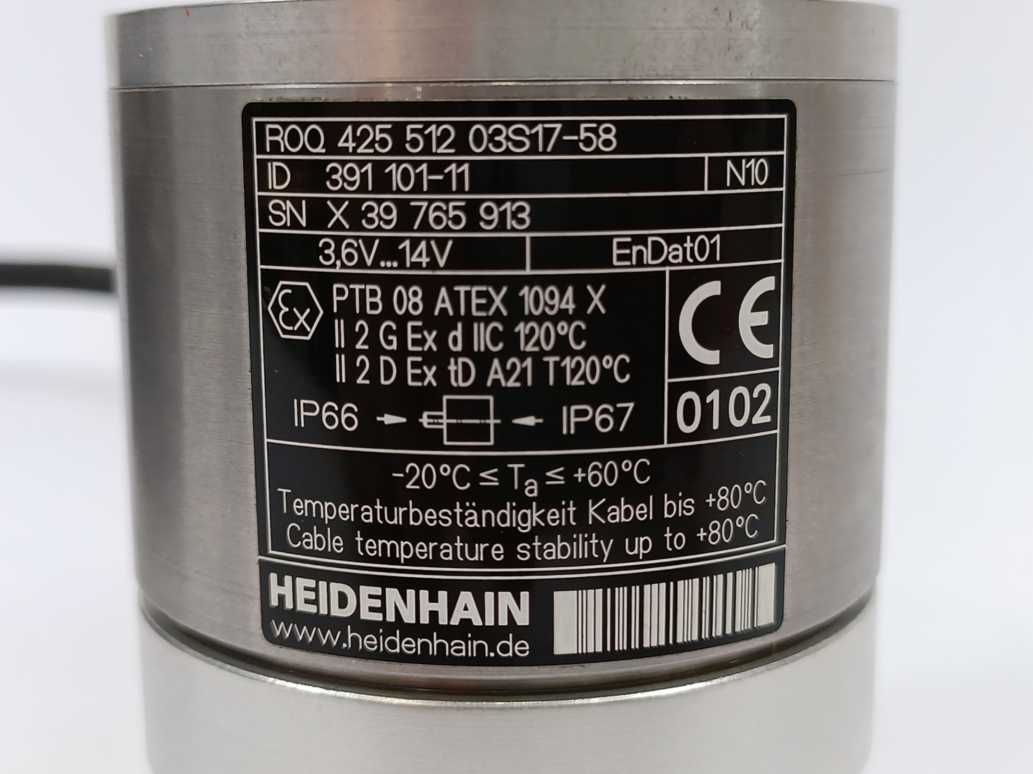 ROQ 425 512 03S17-58
ID 391 101-11 N10
SN X 39 765 913
3,6V...14V EnDat01
Ex PTB 08 ATEX 1094 X
II 2 G Ex d IIC 120°C
II 2 D Ex tD A21 T120°C
CE
0102
IP66 IP67
-20°C ≤ Ta ≤ +60°C
Temperaturbeständigkeit Kabel bis +80°C
Cable temperature stability up to +80°C
HEIDENHAIN
www.heidenhain.de